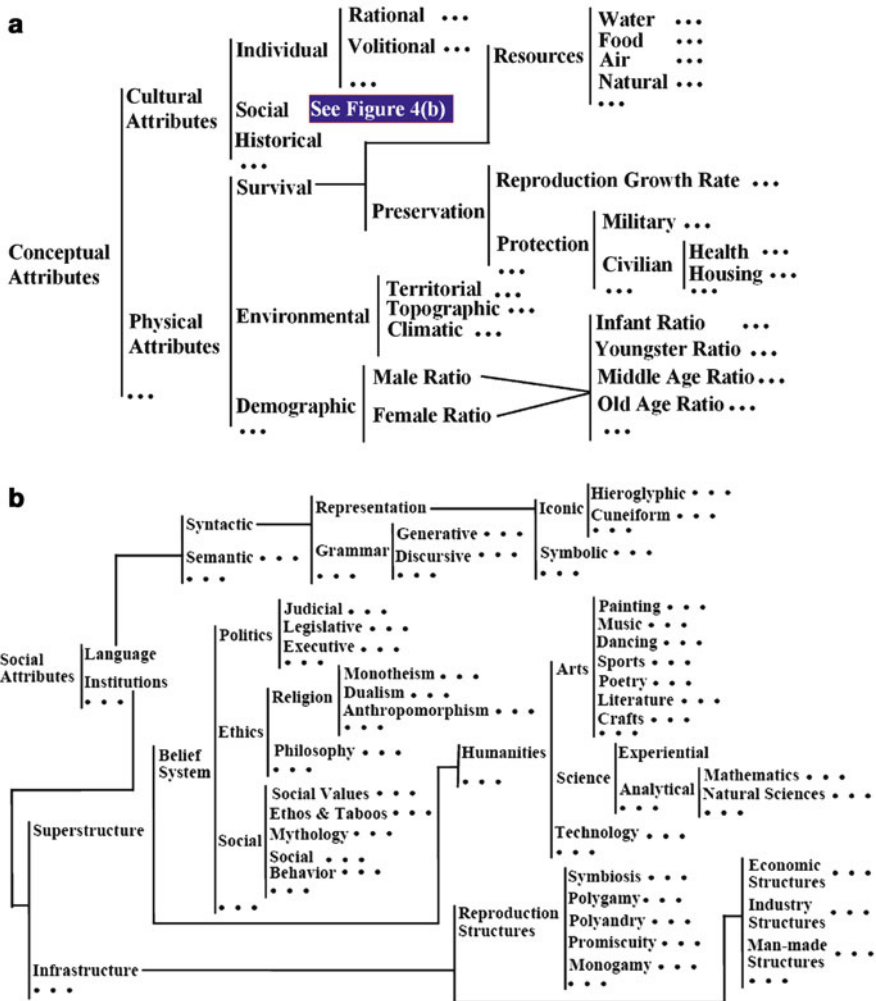 a
Rational •••
Individual
Volitional •••
•••
Cultural
Attributes
Social See Figure 4(b)
Historical
•••
Resources
Water •••
Food •••
Air •••
Natural •••
•••
Survival
Preservation
Reproduction Growth Rate •••
Protection
•••
Military •••
Civilian
•••
Health •••
Housing •••
•••
Conceptual
Attributes
Physical
Attributes
•••
Environmental
Territorial •••
Topographic •••
Climatic •••
Demographic
•••
Male Ratio
Female Ratio
Infant Ratio •••
Youngster Ratio •••
Middle Age Ratio •••
Old Age Ratio •••
•••
b
Syntactic
Semantic • • •
• • •
Representation
Grammar
• • •
Generative • • •
Discursive • • •
• • •
Iconic
Hieroglyphic • • •
Cuneiform • • •
• • •
Symbolic • • •
• • •
Social
Attributes
Language
Institutions
• • •
Superstructure
Belief
System
Politics
Judicial • • •
Legislative • • •
Executive • • •
• • •
Ethics
Religion
Monotheism • • •
Dualism • • •
Anthropomorphism • • •
• • •
Philosophy • • •
• • •
Social
Social Values • • •
Ethos & Taboos • • •
Mythology • • •
Social • • •
Behavior • • •
• • •
• • •
Humanities
• • •
Arts
Painting • • •
Music • • •
Dancing • • •
Sports • • •
Poetry • • •
Literature • • •
Crafts • • •
• • •
Science
Experiential
Analytical
• • •
Mathematics • • •
Natural Sciences • • •
• • •
Technology • • •
• • •
Infrastructure
• • •
Reproduction
Structures
Symbiosis • • •
Polygamy • • •
Polyandry • • •
Promiscuity • • •
Monogamy • • •
• • •
Economic
Structures • • •
Industry
Structures • • •
Man-made
Structures • • •
• • •